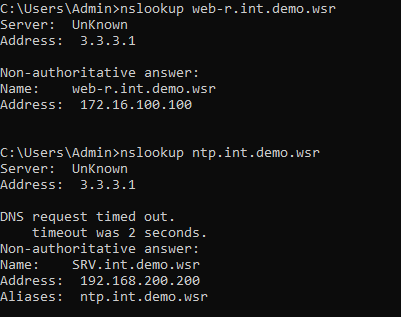 C:\Users\Admin>nslookup web-r.int.demo.wsr
Server:  UnKnown
Address:  3.3.3.1
Non-authoritative answer:
Name:    web-r.int.demo.wsr
Address:  172.16.100.100
C:\Users\Admin>nslookup ntp.int.demo.wsr
Server:  UnKnown
Address:  3.3.3.1
DNS request timed out.
    timeout was 2 seconds.
Non-authoritative answer:
Name:    SRV.int.demo.wsr
Address:  192.168.200.200
Aliases:  ntp.int.demo.wsr